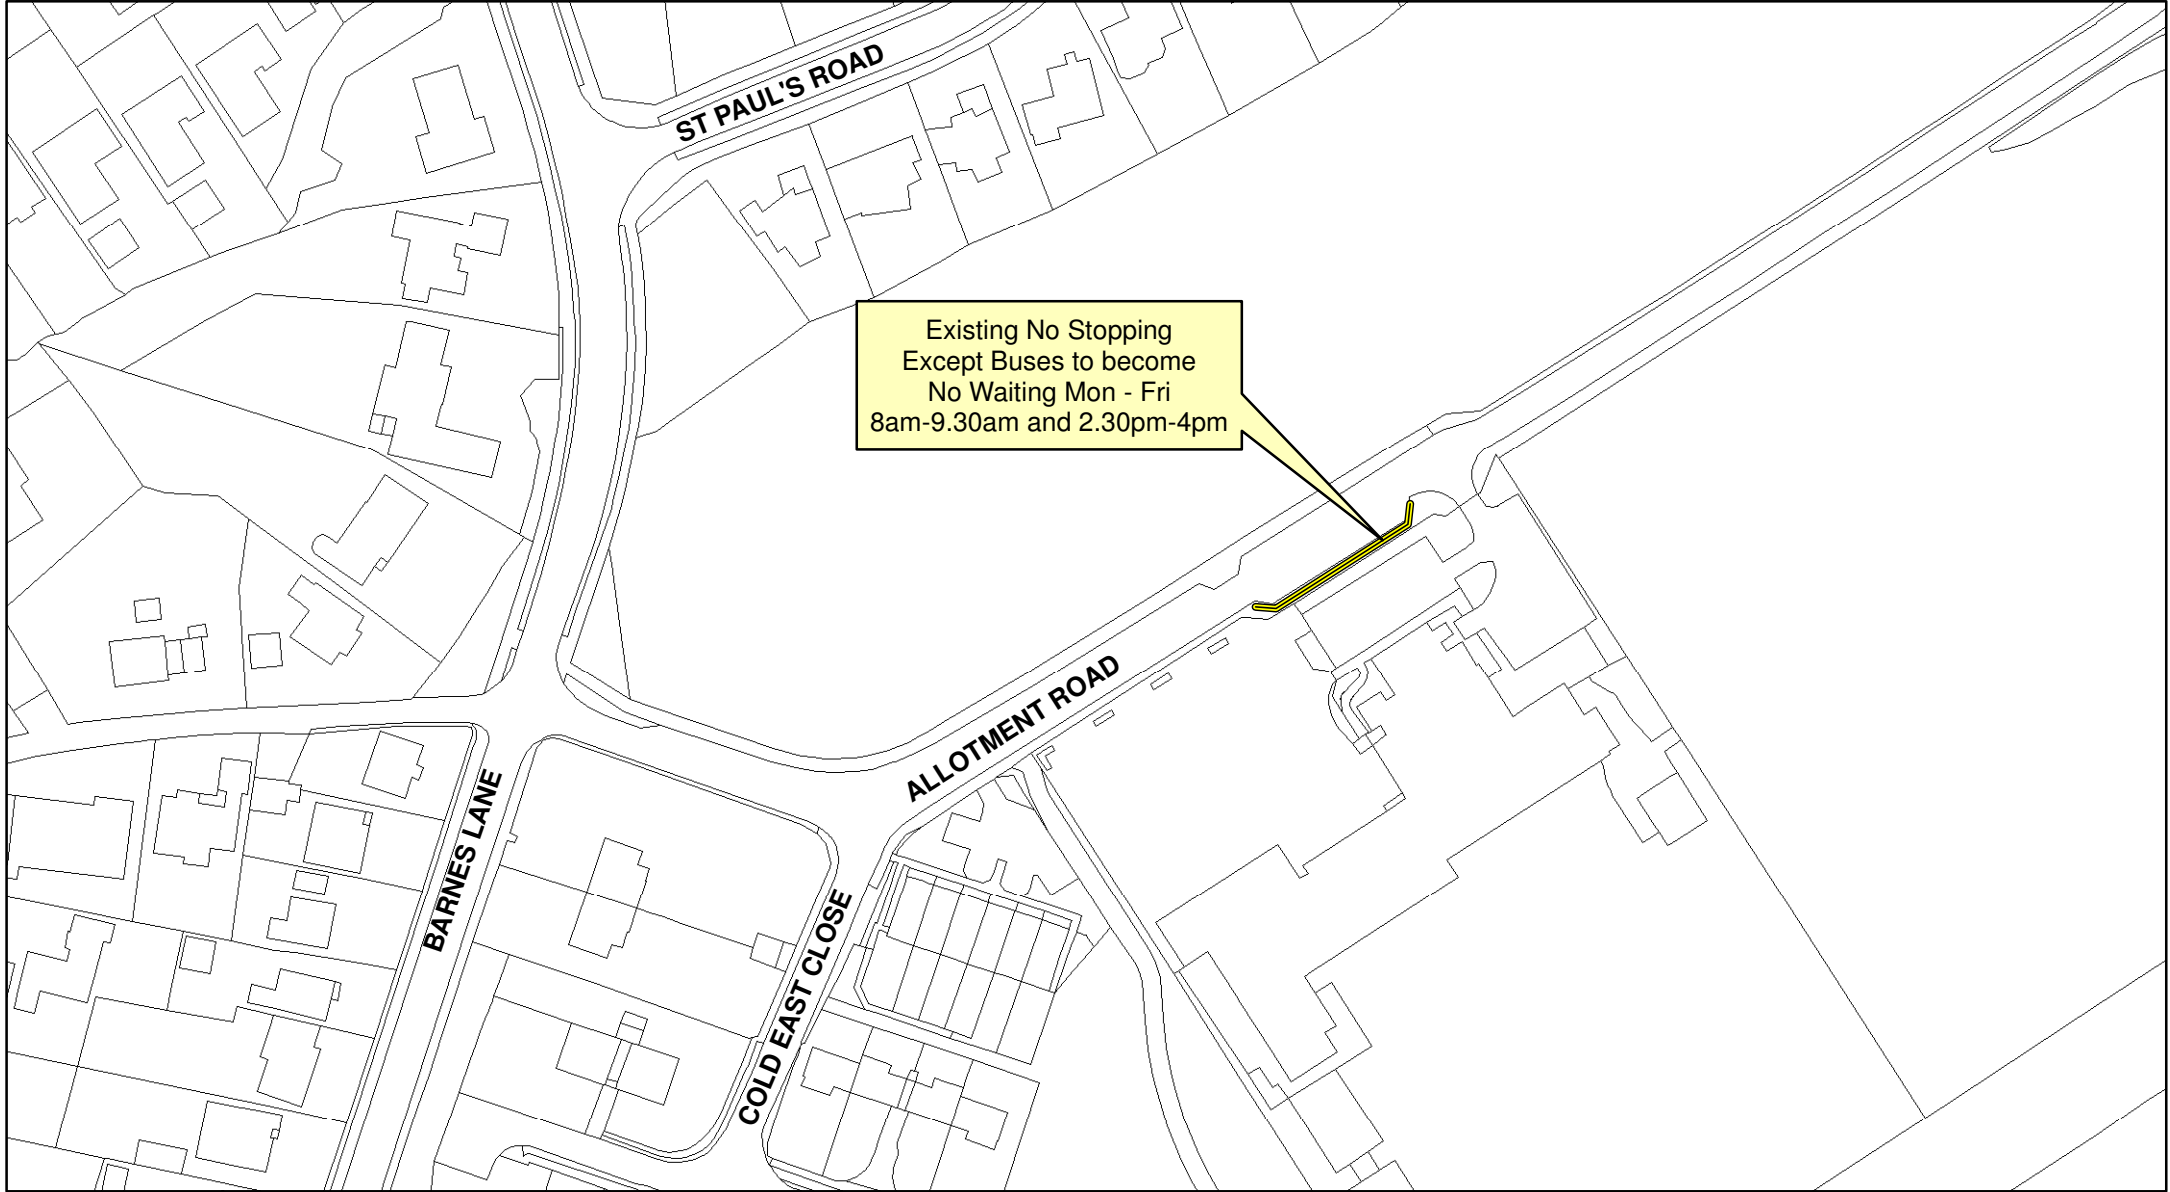 ST PAUL'S ROAD
Existing No Stopping
Except Buses to become
No Waiting Mon - Fri
8am-9.30am and 2.30pm-4pm
ALLOTMENT ROAD
BARNES LANE
COLD EAST CLOSE